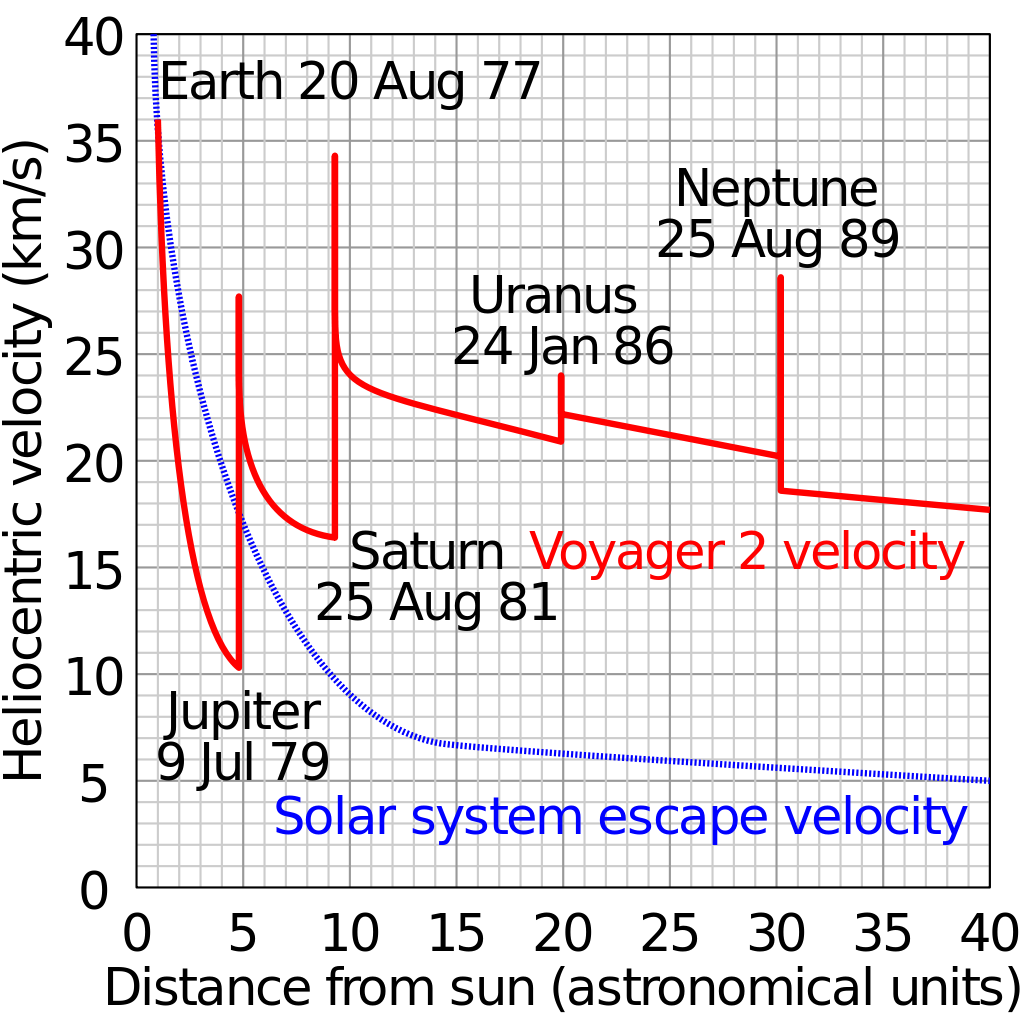 Heliocentric velocity (km/s)
40
35
30
25
20
15
10
5
0
Earth 20 Aug 77
Neptune
25 Aug 89
Uranus
24 Jan 86
Saturn
25 Aug 81
Voyager 2 velocity
Jupiter
9 Jul 79
Solar system escape velocity
0 5 10 15 20 25 30 35 40
Distance from sun (astronomical units)